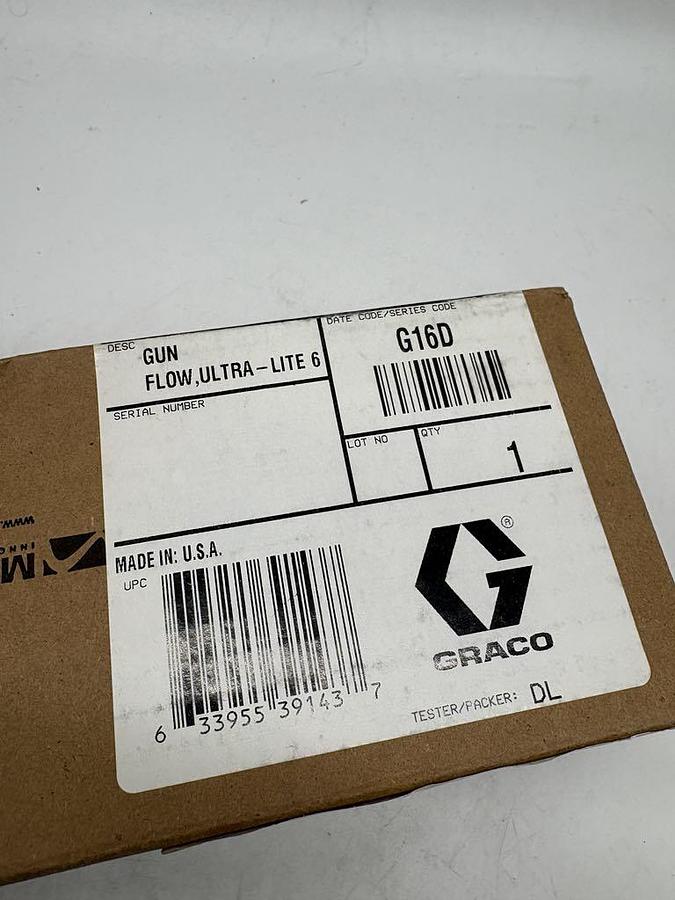 DESC
GUN
FLOW,ULTRA-LITE 6
DATE CODE/SERIES CODE
G16D
SERIAL NUMBER
LOT NO
QTY
1
MADE IN: U.S.A.
UPC
6 33955 39143 7
®
GRACO
TESTER/PACKER: DL
www.